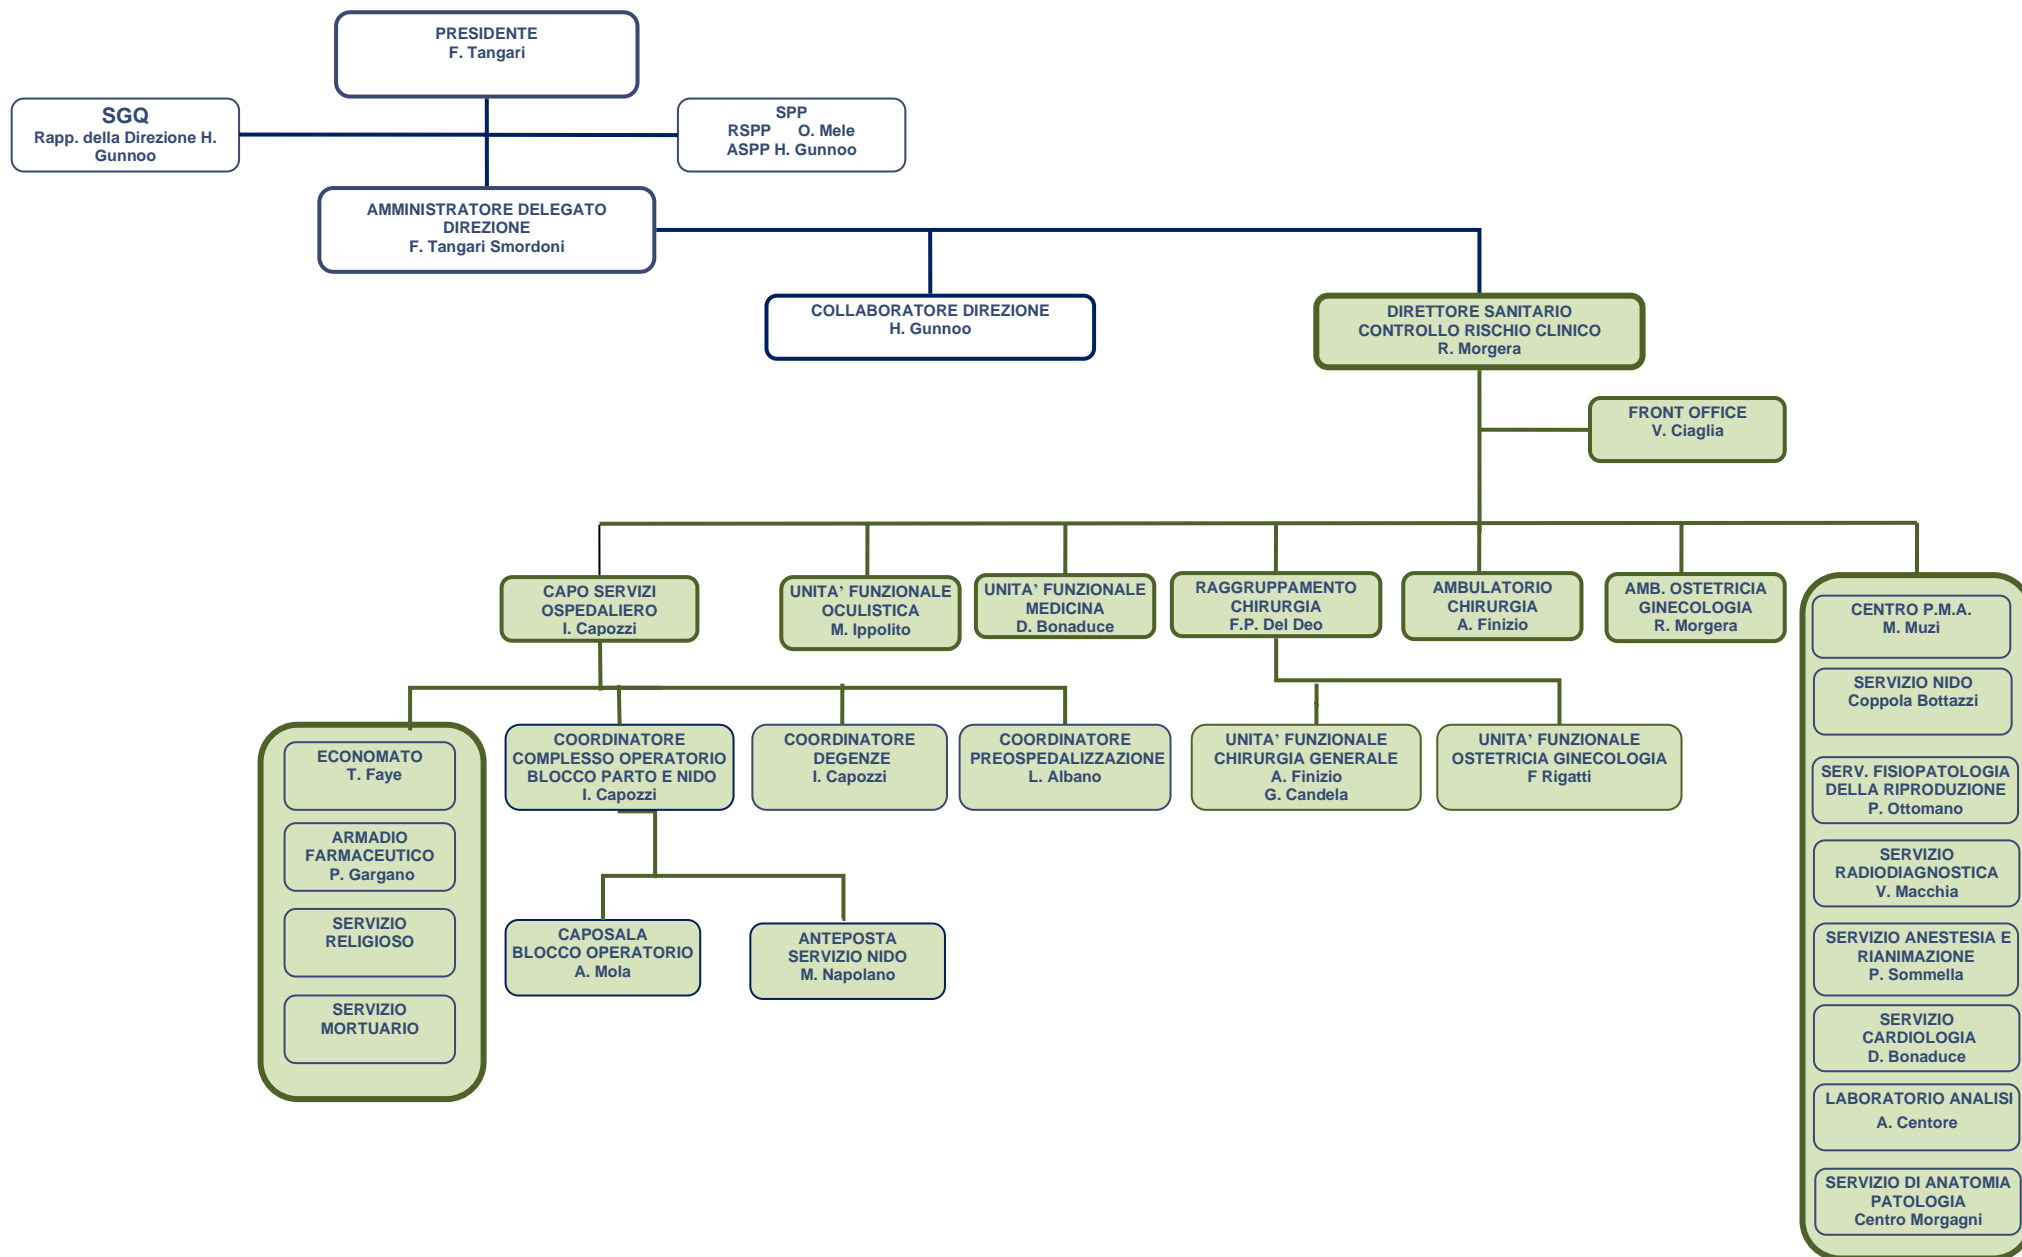 PRESIDENTE
F. Tangari
SGQ
Rapp. della Direzione H.
Gunnoo
SPP
RSPP O. Mele
ASPP H. Gunnoo
AMMINISTRATORE DELEGATO
DIREZIONE
F. Tangari Smordoni
COLLABORATORE DIREZIONE
H. Gunnoo
DIRETTORE SANITARIO
CONTROLLO RISCHIO CLINICO
R. Morgera
FRONT OFFICE
V. Ciaglia
CAPO SERVIZI
OSPEDALIERO
I. Capozzi
UNITA’ FUNZIONALE
OCULISTICA
M. Ippolito
UNITA’ FUNZIONALE
MEDICINA
D. Bonaduce
RAGGRUPPAMENTO
CHIRURGIA
F.P. Del Deo
AMBULATORIO
CHIRURGIA
A. Finizio
AMB. OSTETRICIA
GINECOLOGIA
R. Morgera
CENTRO P.M.A.
M. Muzi
SERVIZIO NIDO
Coppola Bottazzi
SERV. FISIOPATOLOGIA
DELLA RIPRODUZIONE
P. Ottomano
SERVIZIO
RADIODIAGNOSTICA
V. Macchia
SERVIZIO ANESTESIA E
RIANIMAZIONE
P. Sommella
SERVIZIO
CARDIOLOGIA
D. Bonaduce
LABORATORIO ANALISI
A. Centore
SERVIZIO DI ANATOMIA
PATOLOGIA
Centro Morgagni
ECONOMATO
T. Faye
ARMADIO
FARMACEUTICO
P. Gargano
SERVIZIO
RELIGIOSO
SERVIZIO
MORTUARIO
COORDINATORE
COMPLESSO OPERATORIO
BLOCCO PARTO E NIDO
I. Capozzi
COORDINATORE
DEGENZE
I. Capozzi
COORDINATORE
PREOSPEDALIZZAZIONE
L. Albano
UNITA’ FUNZIONALE
CHIRURGIA GENERALE
A. Finizio
G. Candela
UNITA’ FUNZIONALE
OSTETRICIA GINECOLOGIA
F Rigatti
CAPOSALA
BLOCCO OPERATORIO
A. Mola
ANTEPOSTA
SERVIZIO NIDO
M. Napolano